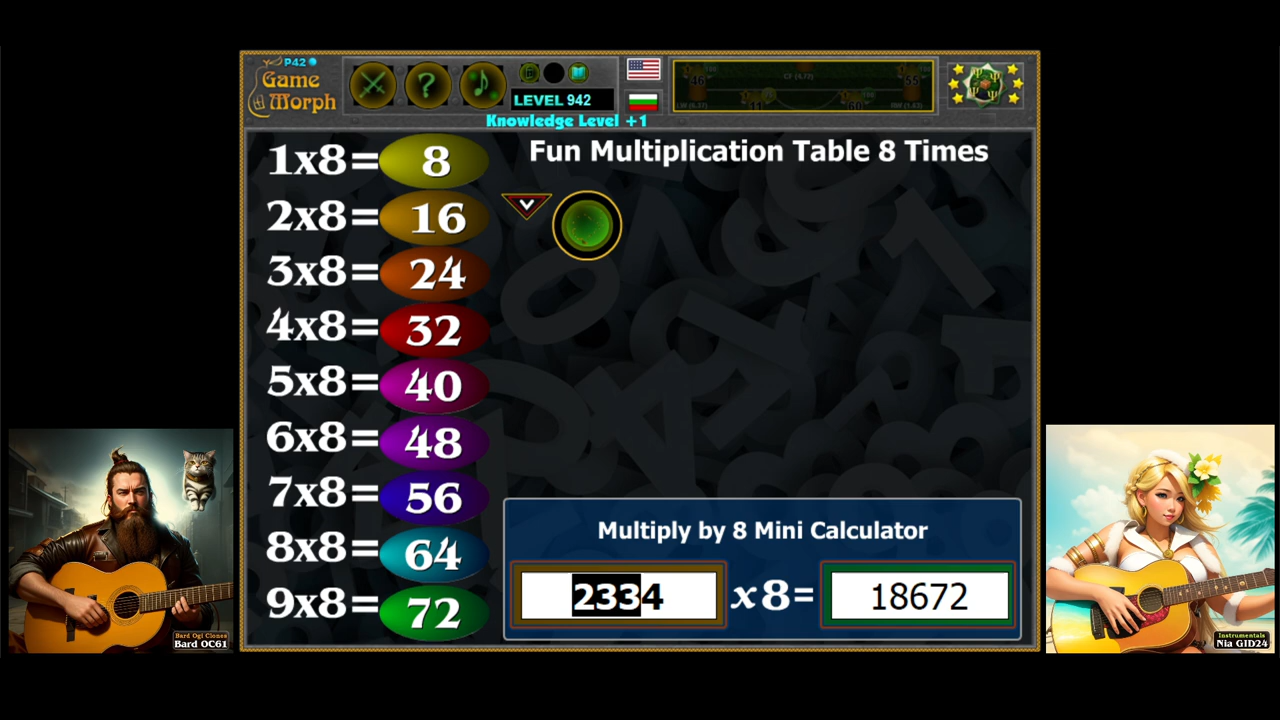 P42
Game
Morph
LEVEL 942
Knowledge Level +1
46
55
Fun Multiplication Table 8 Times
1x8=8
2x8=16
3x8=24
4x8=32
5x8=40
6x8=48
7x8=56
8x8=64
9x8=72
Multiply by 8 Mini Calculator
2334 x8= 18672
Bard Ogi Clones
Bard OC61
Instrumentals
Nia GID24